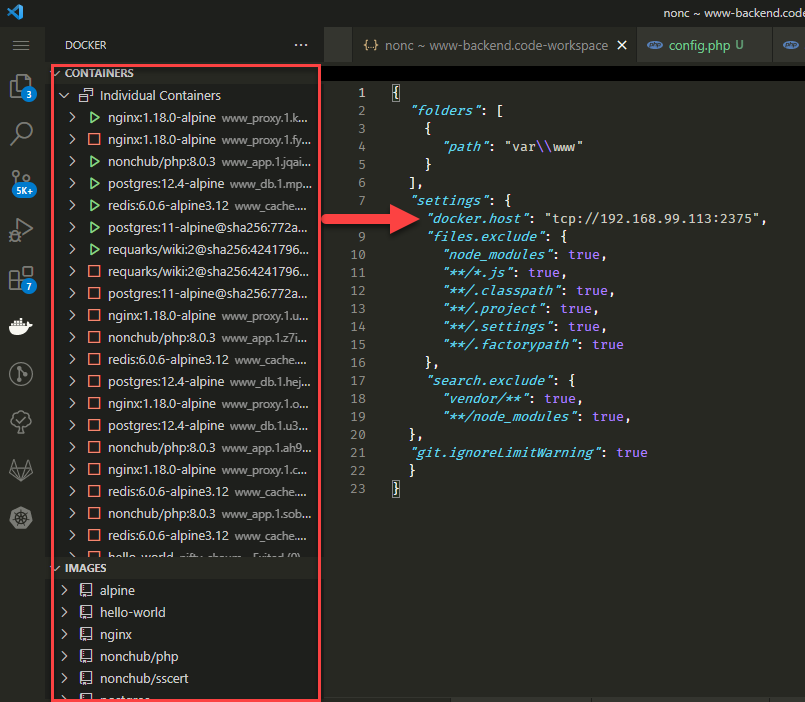 nonc ~ www-backend.code
DOCKER
nonc ~ www-backend.code-workspace
config.php U
CONTAINERS
Individual Containers
nginx:1.18.0-alpine www_proxy.1.k...
nginx:1.18.0-alpine www_proxy.1.fy...
nonchub/php:8.0.3 www_app.1.jqai...
postgres:12.4-alpine www_db.1.mp...
redis:6.0.6-alpine3.12 www_cache....
postgres:11-alpine@sha256:772a...
requarks/wiki:2@sha256:4241796...
requarks/wiki:2@sha256:4241796...
postgres:11-alpine@sha256:772a...
nginx:1.18.0-alpine www_proxy.1.u...
nonchub/php:8.0.3 www_app.1.z7i...
redis:6.0.6-alpine3.12 www_cache....
postgres:12.4-alpine www_db.1.hej...
nginx:1.18.0-alpine www_proxy.1.o...
postgres:12.4-alpine www_db.1.u3...
nonchub/php:8.0.3 www_app.1.ah9...
nginx:1.18.0-alpine www_proxy.1.c...
redis:6.0.6-alpine3.12 www_cache....
nonchub/php:8.0.3 www_app.1.sob...
redis:6.0.6-alpine3.12 www_cache....
hello-world
IMAGES
alpine
hello-world
nginx
nonchub/php
nonchub/sscert
postgres
3
5K+
7
1 {
2 "folders": [
3 {
4 "path": "var\\www"
5 }
6 ],
7 "settings": {
"docker.host": "tcp://192.168.99.113:2375",
9 "files.exclude": {
10 "node_modules": true,
11 "**/*.js": true,
12 "**/.classpath": true,
13 "**/.project": true,
14 "**/.settings": true,
15 "**/.factorypath": true
16 },
17 "search.exclude": {
18 "vendor/**": true,
19 "**/node_modules": true,
20 },
21 "git.ignoreLimitWarning": true
22 }
23 }